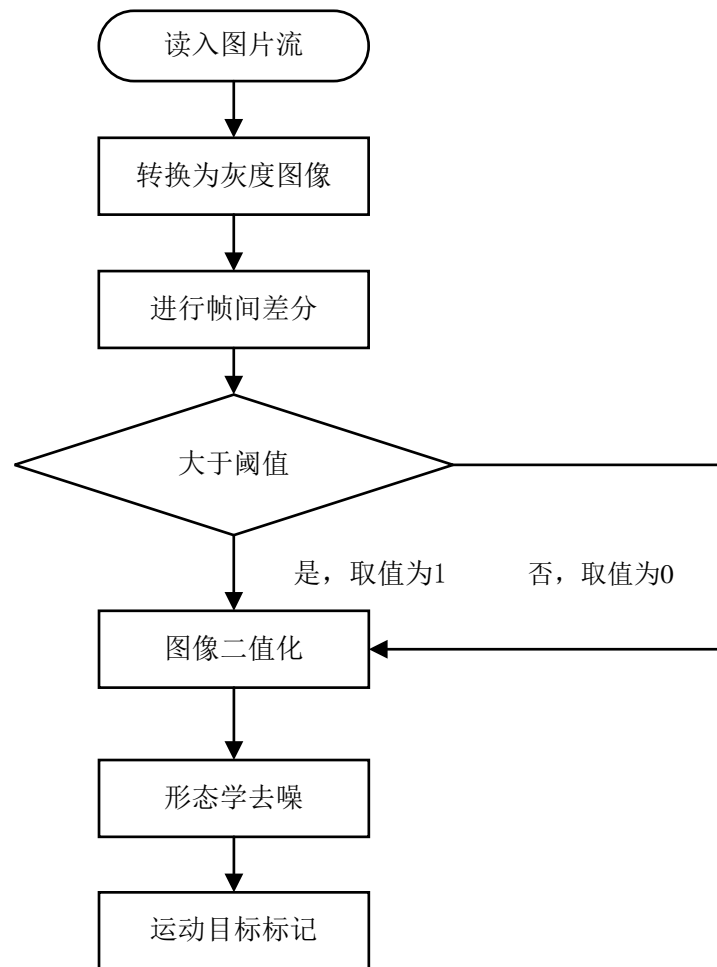 读入图片流
转换为灰度图像
进行帧间差分
大于阈值
是，取值为1
否，取值为0
图像二值化
形态学去噪
运动目标标记